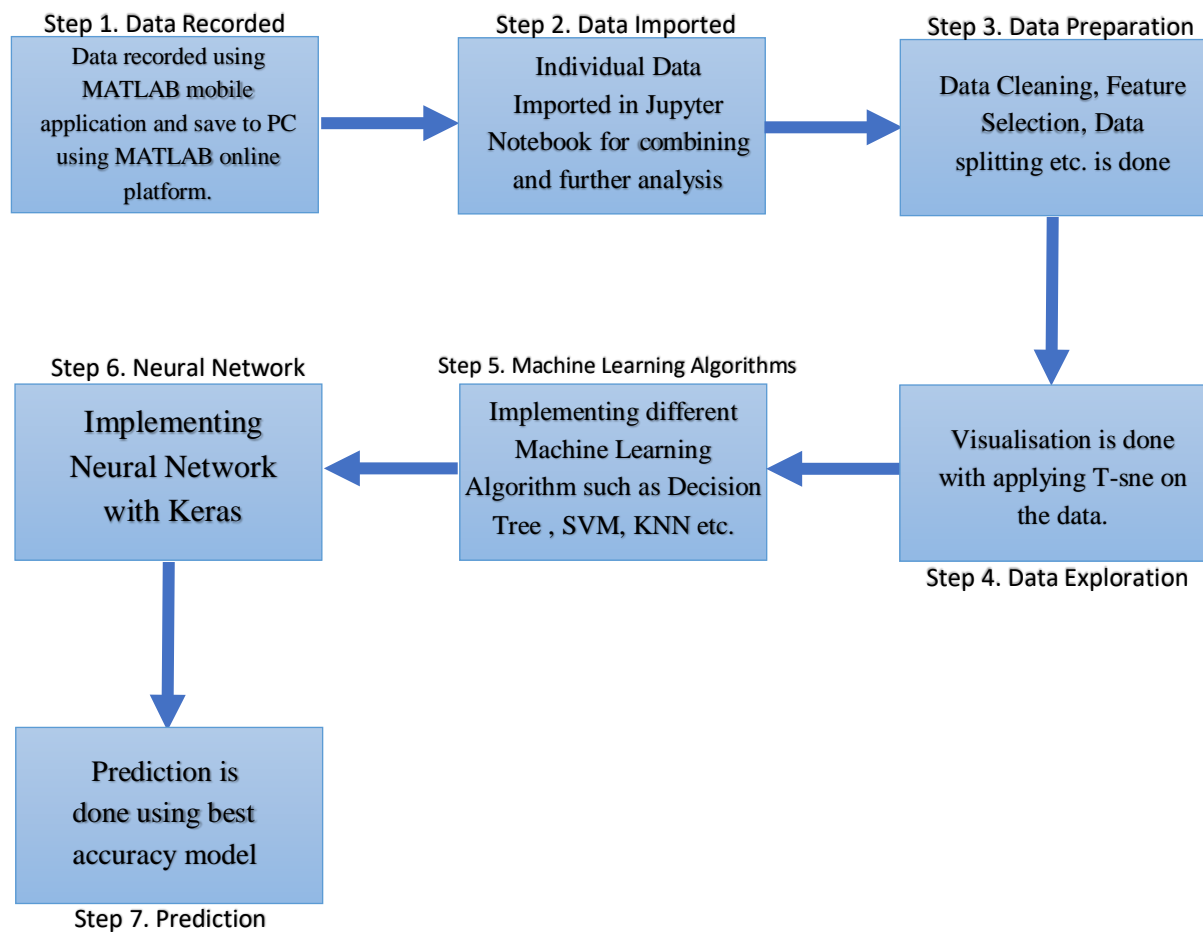 Step 1. Data Recorded
Data recorded using
MATLAB mobile
application and save to PC
using MATLAB online
platform.
Step 2. Data Imported
Individual Data
Imported in Jupyter
Notebook for combining
and further analysis
Step 3. Data Preparation
Data Cleaning, Feature
Selection, Data
splitting etc. is done
Visualisation is done
with applying T-sne on
the data.
Step 4. Data Exploration
Step 5. Machine Learning Algorithms
Implementing different
Machine Learning
Algorithm such as Decision
Tree , SVM, KNN etc.
Step 6. Neural Network
Implementing
Neural Network
with Keras
Prediction is
done using best
accuracy model
Step 7. Prediction